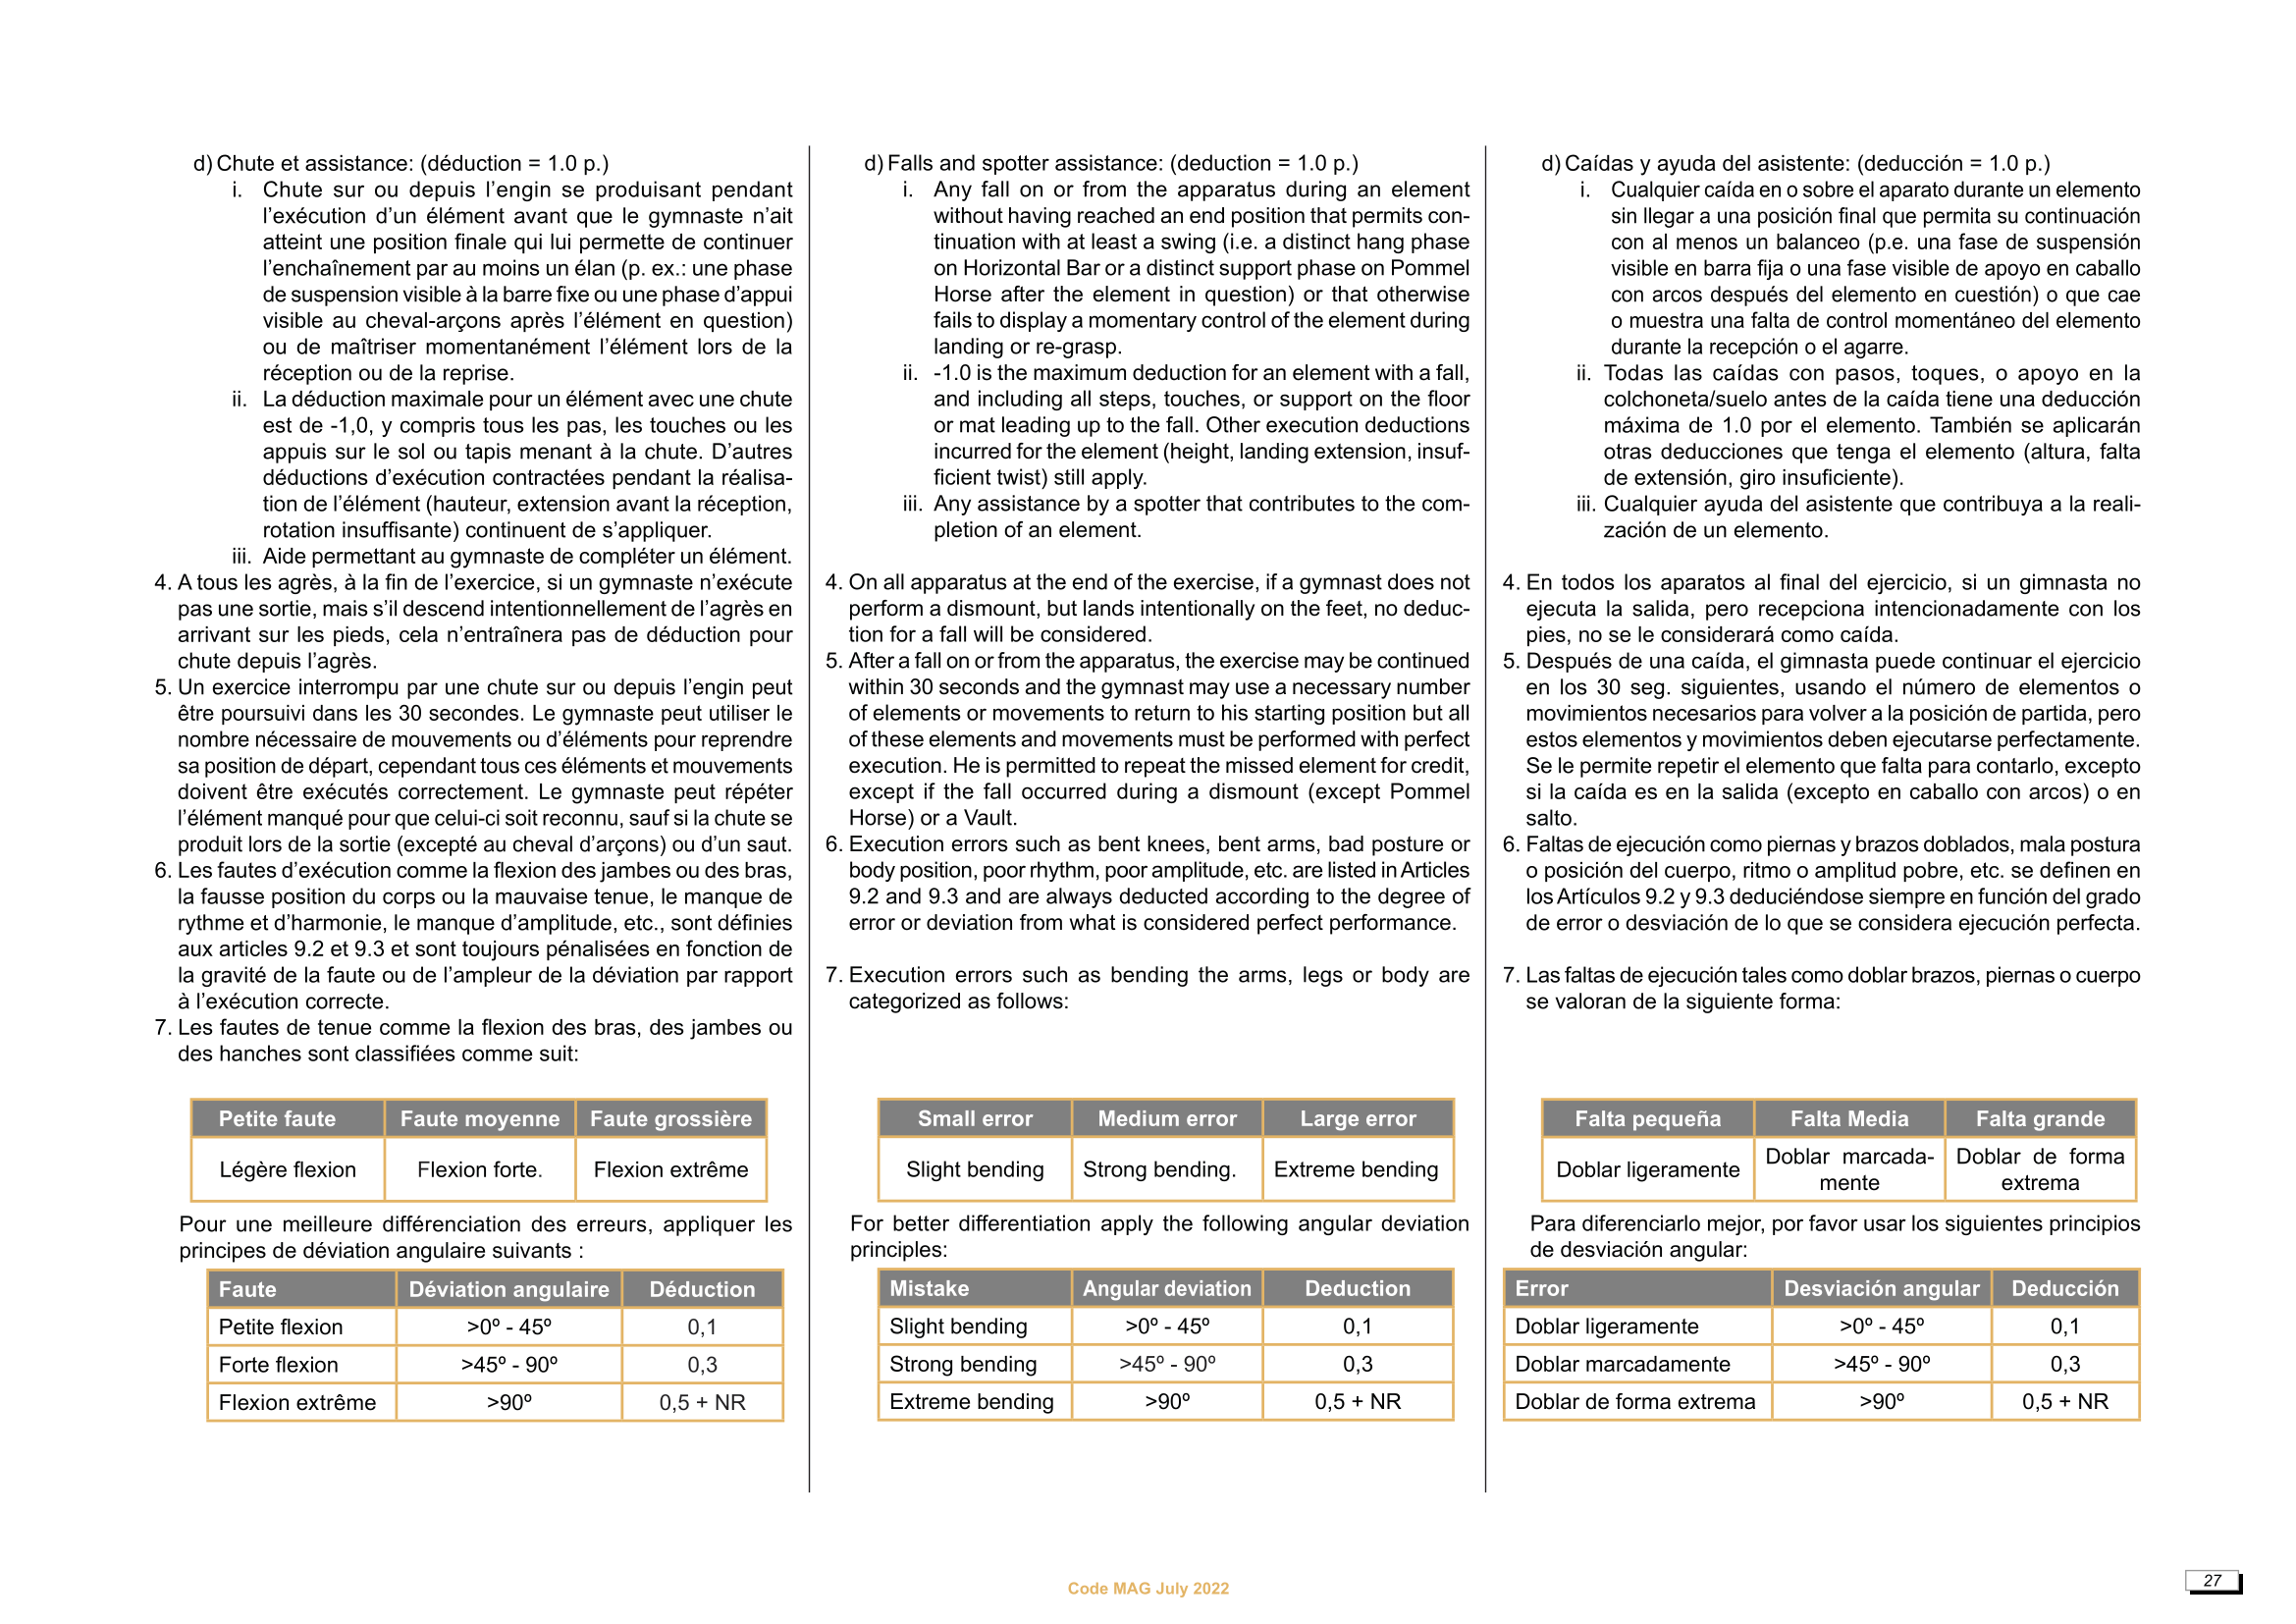 d) Chute et assistance: (déduction = 1.0 p.)
i. Chute sur ou depuis l’engin se produisant pendant
l’exécution d’un élément avant que le gymnaste n’ait
atteint une position finale qui lui permette de continuer
l’enchaînement par au moins un élan (p. ex.: une phase
de suspension visible à la barre fixe ou une phase d’appui
visible au cheval-arçons après l’élément en question)
ou de maîtriser momentanément l’élément lors de la
réception ou de la reprise.
ii. La déduction maximale pour un élément avec une chute
est de -1,0, y compris tous les pas, les touches ou les
appuis sur le sol ou tapis menant à la chute. D’autres
déductions d’exécution contractées pendant la réalisa-
tion de l’élément (hauteur, extension avant la réception,
rotation insuffisante) continuent de s’appliquer.
iii. Aide permettant au gymnaste de compléter un élément.
4. A tous les agrès, à la fin de l’exercice, si un gymnaste n’exécute
pas une sortie, mais s’il descend intentionnellement de l’agrès en
arrivant sur les pieds, cela n’entraînera pas de déduction pour
chute depuis l’agrès.
5. Un exercice interrompu par une chute sur ou depuis l’engin peut
être poursuivi dans les 30 secondes. Le gymnaste peut utiliser le
nombre nécessaire de mouvements ou d’éléments pour reprendre
sa position de départ, cependant tous ces éléments et mouvements
doivent être exécutés correctement. Le gymnaste peut répéter
l’élément manqué pour que celui-ci soit reconnu, sauf si la chute se
produit lors de la sortie (excepté au cheval d’arçons) ou d’un saut.
6. Les fautes d’exécution comme la flexion des jambes ou des bras,
la fausse position du corps ou la mauvaise tenue, le manque de
rythme et d’harmonie, le manque d’amplitude, etc., sont définies
aux articles 9.2 et 9.3 et sont toujours pénalisées en fonction de
la gravité de la faute ou de l’ampleur de la déviation par rapport
à l’exécution correcte.
7. Les fautes de tenue comme la flexion des bras, des jambes ou
des hanches sont classifiées comme suit:
Petite faute Faute moyenne Faute grossière
Légère flexion Flexion forte. Flexion extrême
Pour une meilleure différenciation des erreurs, appliquer les
principes de déviation angulaire suivants :
Faute Déviation angulaire Déduction
Petite flexion >0º - 45º 0,1
Forte flexion >45º - 90º 0,3
Flexion extrême >90º 0,5 + NR
d) Falls and spotter assistance: (deduction = 1.0 p.)
i. Any fall on or from the apparatus during an element
without having reached an end position that permits con-
tinuation with at least a swing (i.e. a distinct hang phase
on Horizontal Bar or a distinct support phase on Pommel
Horse after the element in question) or that otherwise
fails to display a momentary control of the element during
landing or re-grasp.
ii. -1.0 is the maximum deduction for an element with a fall,
and including all steps, touches, or support on the floor
or mat leading up to the fall. Other execution deductions
incurred for the element (height, landing extension, insuf-
ficient twist) still apply.
iii. Any assistance by a spotter that contributes to the com-
pletion of an element.
4. On all apparatus at the end of the exercise, if a gymnast does not
perform a dismount, but lands intentionally on the feet, no deduc-
tion for a fall will be considered.
5. After a fall on or from the apparatus, the exercise may be continued
within 30 seconds and the gymnast may use a necessary number
of elements or movements to return to his starting position but all
of these elements and movements must be performed with perfect
execution. He is permitted to repeat the missed element for credit,
except if the fall occurred during a dismount (except Pommel
Horse) or a Vault.
6. Execution errors such as bent knees, bent arms, bad posture or
body position, poor rhythm, poor amplitude, etc. are listed in Articles
9.2 and 9.3 and are always deducted according to the degree of
error or deviation from what is considered perfect performance.
7. Execution errors such as bending the arms, legs or body are
categorized as follows:
Small error Medium error Large error
Slight bending Strong bending. Extreme bending
For better differentiation apply the following angular deviation
principles:
Mistake Angular deviation Deduction
Slight bending >0º - 45º 0,1
Strong bending >45º - 90º 0,3
Extreme bending >90º 0,5 + NR
d) Caídas y ayuda del asistente: (deducción = 1.0 p.)
i. Cualquier caída en o sobre el aparato durante un elemento
sin llegar a una posición final que permita su continuación
con al menos un balanceo (p.e. una fase de suspensión
visible en barra fija o una fase visible de apoyo en caballo
con arcos después del elemento en cuestión) o que cae
o muestra una falta de control momentáneo del elemento
durante la recepción o el agarre.
ii. Todas las caídas con pasos, toques, o apoyo en la
colchoneta/suelo antes de la caída tiene una deducción
máxima de 1.0 por el elemento. También se aplicarán
otras deducciones que tenga el elemento (altura, falta
de extensión, giro insuficiente).
iii. Cualquier ayuda del asistente que contribuya a la reali-
zación de un elemento.
4. En todos los aparatos al final del ejercicio, si un gimnasta no
ejecuta la salida, pero recepciona intencionadamente con los
pies, no se le considerará como caída.
5. Después de una caída, el gimnasta puede continuar el ejercicio
en los 30 seg. siguientes, usando el número de elementos o
movimientos necesarios para volver a la posición de partida, pero
estos elementos y movimientos deben ejecutarse perfectamente.
Se le permite repetir el elemento que falta para contarlo, excepto
si la caída es en la salida (excepto en caballo con arcos) o en
salto.
6. Faltas de ejecución como piernas y brazos doblados, mala postura
o posición del cuerpo, ritmo o amplitud pobre, etc. se definen en
los Artículos 9.2 y 9.3 deduciéndose siempre en función del grado
de error o desviación de lo que se considera ejecución perfecta.
7. Las faltas de ejecución tales como doblar brazos, piernas o cuerpo
se valoran de la siguiente forma:
Falta pequeña Falta Media Falta grande
Doblar ligeramente Doblar marcada- Doblar de forma
mente extrema
Para diferenciarlo mejor, por favor usar los siguientes principios
de desviación angular:
Error Desviación angular Deducción
Doblar ligeramente >0º - 45º 0,1
Doblar marcadamente >45º - 90º 0,3
Doblar de forma extrema >90º 0,5 + NR
Code MAG July 2022
27